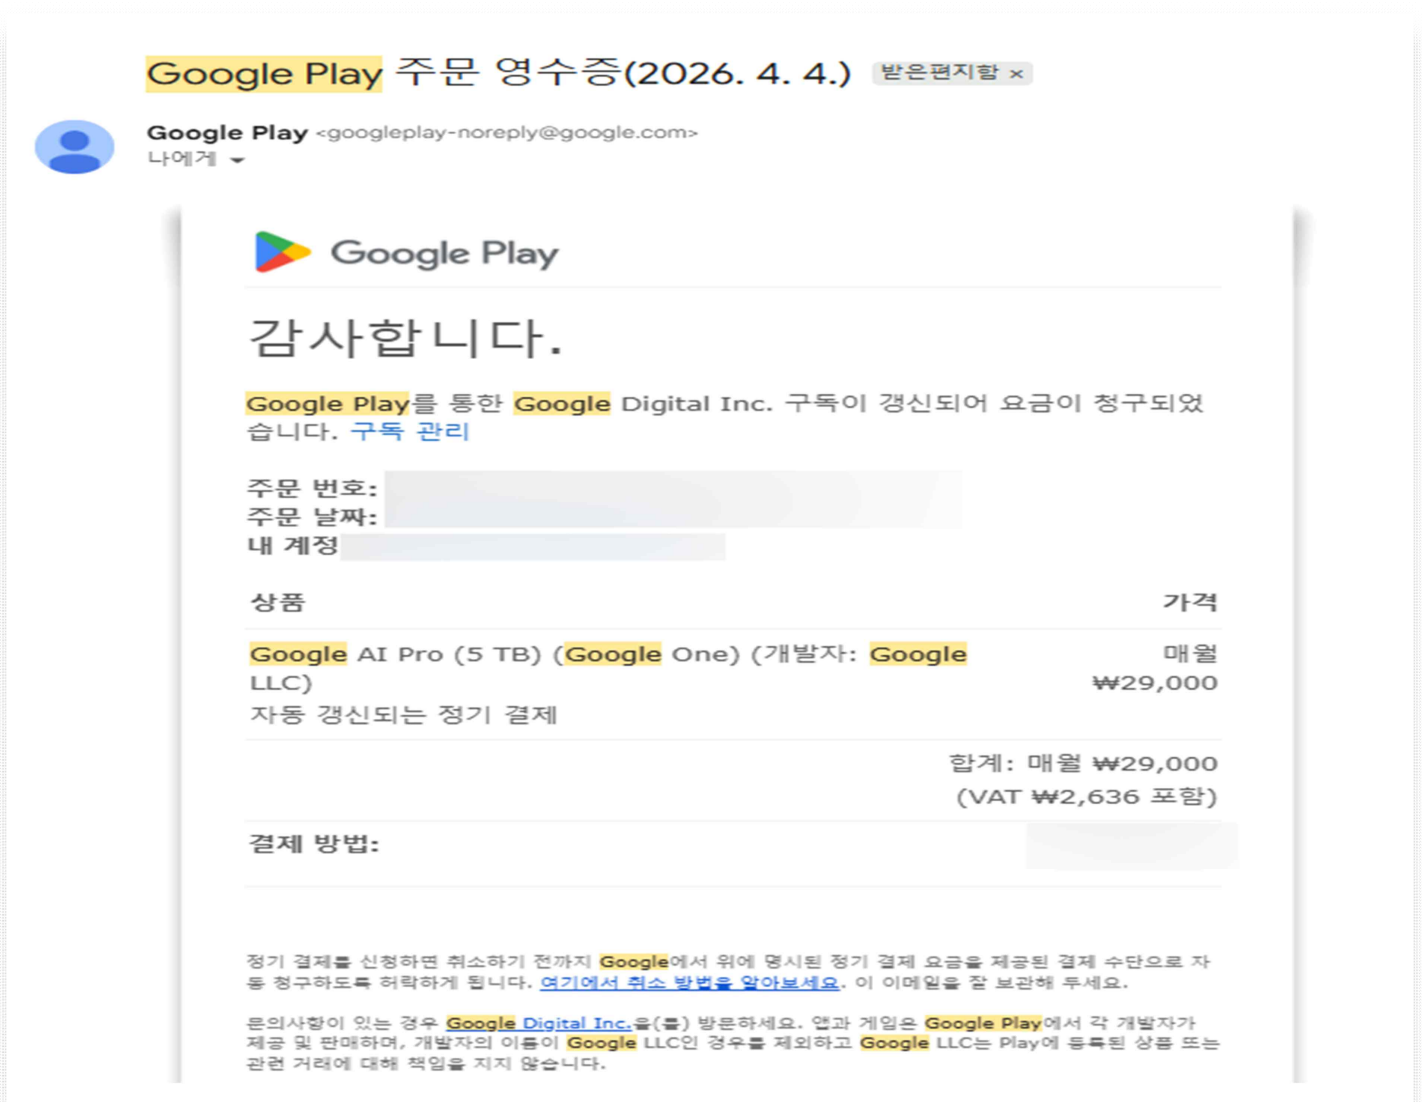 Google Play 주문 영수증(2026. 4. 4.) 받은편지함 ×
Google Play <googleplay-noreply@google.com>
나에게
Google Play
감사합니다.
Google Play를 통한 Google Digital Inc. 구독이 갱신되어 요금이 청구되었
습니다. 구독 관리
주문 번호:
주문 날짜:
내 계정
상품 가격
Google AI Pro (5 TB) (Google One) (개발자: Google 매월
LLC) ₩29,000
자동 갱신되는 정기 결제
합계: 매월 ₩29,000
(VAT ₩2,636 포함)
결제 방법:
정기 결제를 신청하면 취소하기 전까지 Google에서 위에 명시된 정기 결제 요금을 제공된 결제 수단으로 자
동 청구하도록 허락하게 됩니다. 여기에서 취소 방법을 알아보세요. 이 이메일을 잘 보관해 두세요.
문의사항이 있는 경우 Google Digital Inc.을(를) 방문하세요. 앱과 게임은 Google Play에서 각 개발자가
제공 및 판매하며, 개발자의 이름이 Google LLC인 경우를 제외하고 Google LLC는 Play에 등록된 상품 또는
관련 거래에 대해 책임을 지지 않습니다.